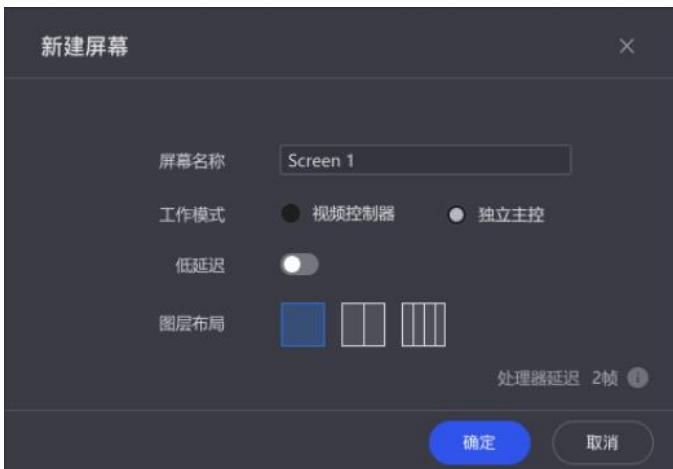 新建屏幕
屏幕名称 Screen 1
工作模式 视频控制器 独立主控
低延迟
图层布局
处理器延迟 2帧
确定 取消